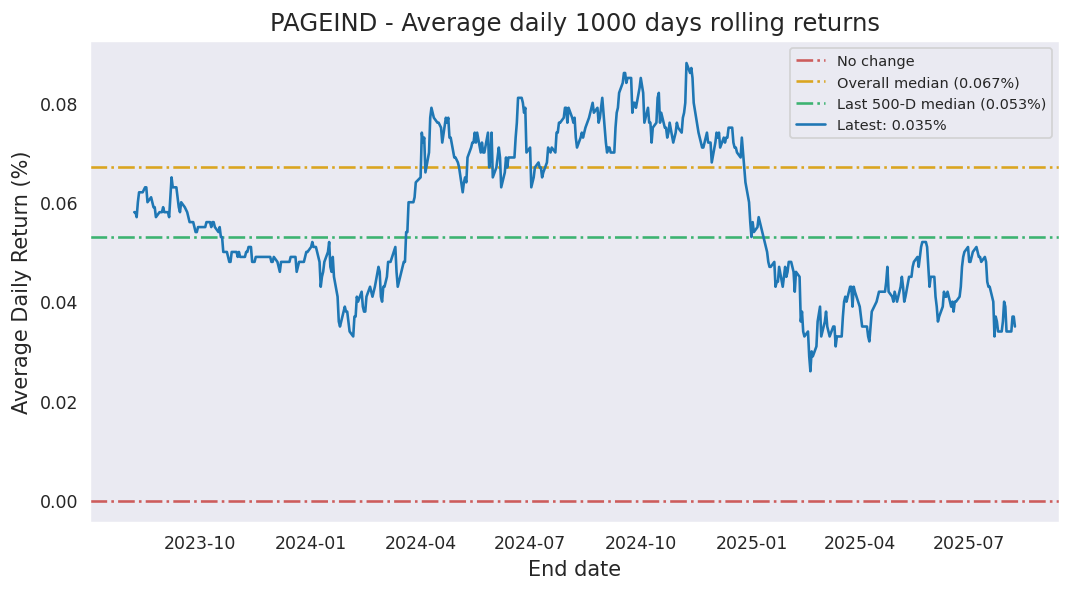 PAGEIND - Average daily 1000 days rolling returns
No change
Overall median (0.067%)
Last 500-D median (0.053%)
Latest: 0.035%
Average Daily Return (%)
0.08
0.06
0.04
0.02
0.00
2023-10 2024-01 2024-04 2024-07 2024-10 2025-01 2025-04 2025-07
End date